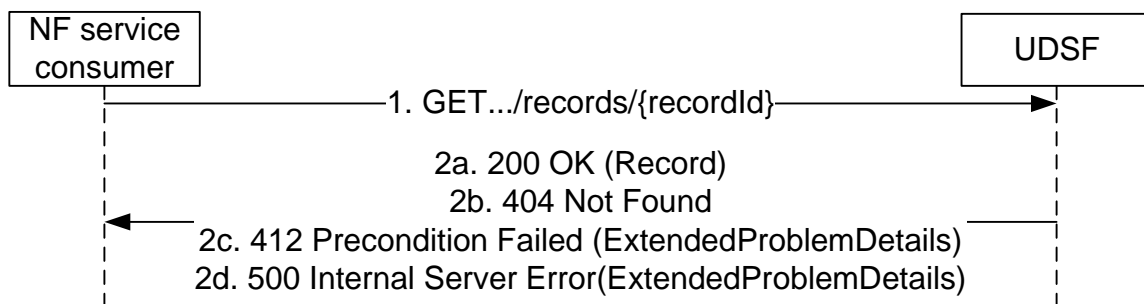 NF service
consumer
UDSF
1. GET.../records/{recordId}
2a. 200 OK (Record)
2b. 404 Not Found
2c. 412 Precondition Failed (ExtendedProblemDetails)
2d. 500 Internal Server Error(ExtendedProblemDetails)